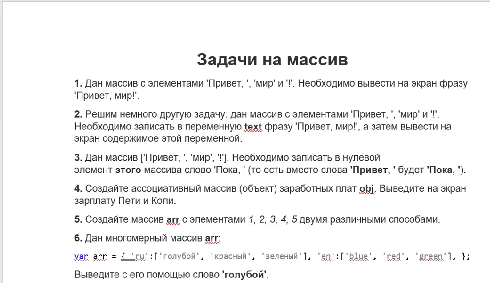 Задачи на массив
1. Дан массив с элементами 'Привет, ', 'мир' и '!'. Необходимо вывести на экран фразу
'Привет, мир!'.
2. Решим немного другую задачу. дан массив с элементами 'Привет, ', 'мир' и '!'.
Необходимо записать в переменную text фразу 'Привет, мир!', а затем вывести на
экран содержимое этой переменной.
3. Дан массив ['Привет, ', 'мир', '!']. Необходимо записать в нулевой
элемент этого массива слово 'Пока, ' (то есть вместо слова 'Привет, ' будет 'Пока, ').
4. Создайте ассоциативный массив (объект) заработных плат obj. Выведите на экран
зарплату Пети и Коли.
5. Создайте массив arr с элементами 1, 2, 3, 4, 5 двумя различными способами.
6. Дан многомерный массив arr:
var arr = { 'ru':['голубой', 'красный', 'зеленый'], 'en':['blue', 'red', 'green'], };
Выведите с его помощью слово 'голубой'.